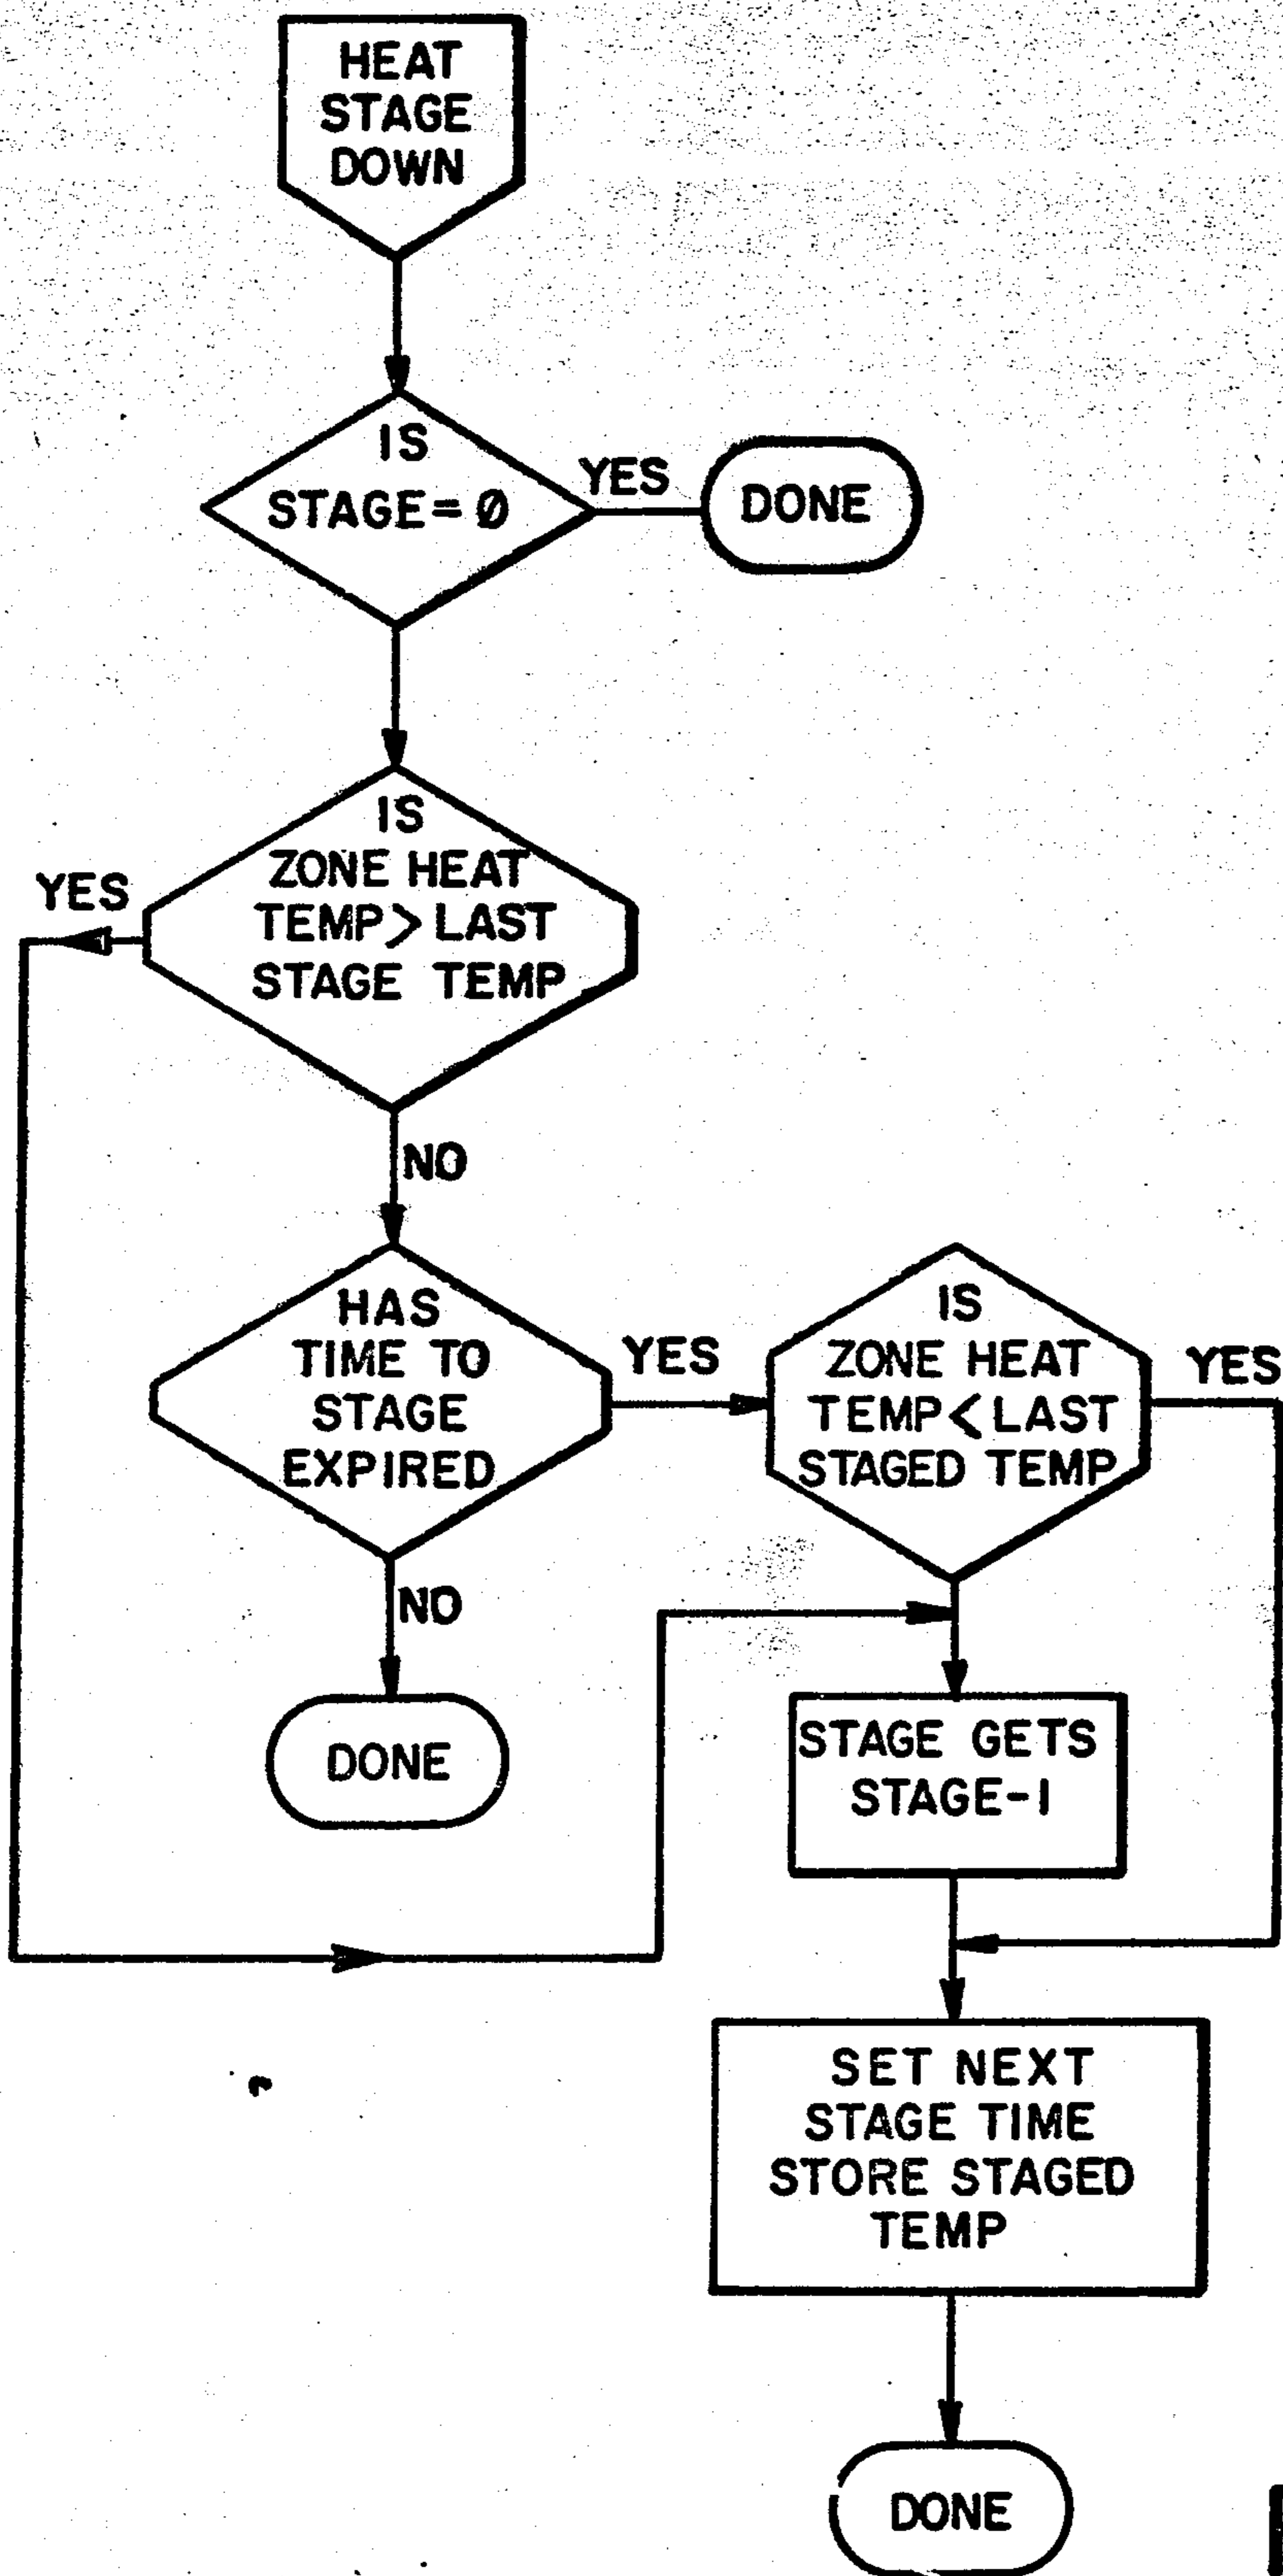 HEAT
STAGE
DOWN
IS
STAGE = Ø
YES
DONE
IS
ZONE HEAT
TEMP > LAST
STAGE TEMP
YES
NO
HAS
TIME TO
STAGE
EXPIRED
YES
NO
DONE
IS
ZONE HEAT
TEMP < LAST
STAGED TEMP
YES
STAGE GETS
STAGE-1
SET NEXT
STAGE TIME
STORE STAGED
TEMP
DONE